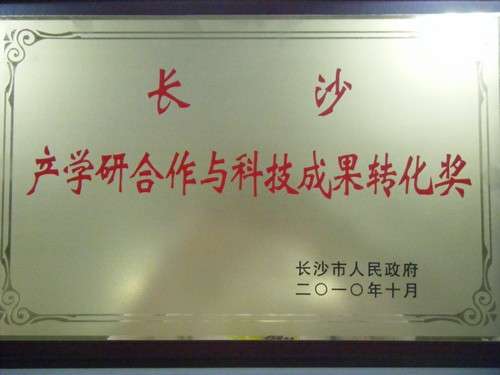 长沙
产学研合作与科技成果转化奖
长沙市人民政府
二〇一〇年十月